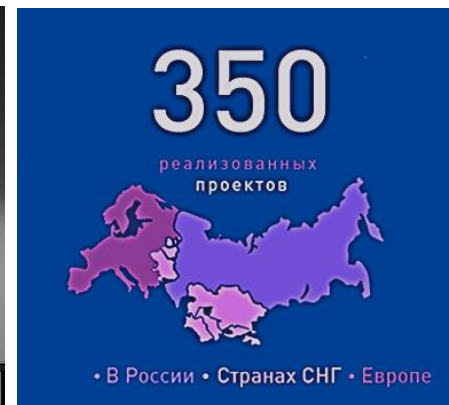 350
реализованных
проектов
• В России • Странах СНГ • Европе